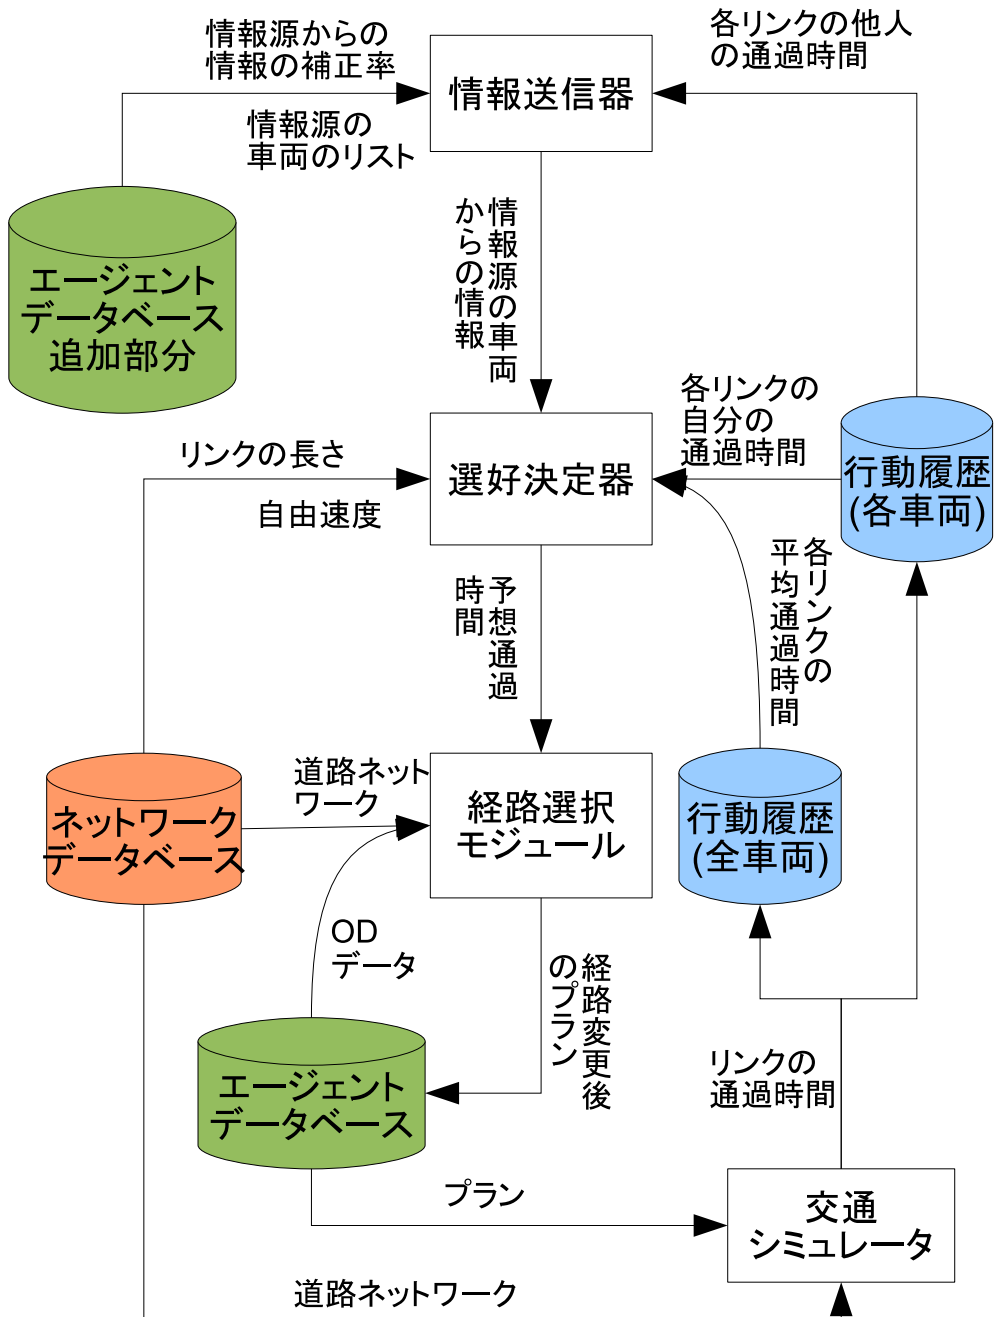 情報源からの
情報の補正率
各リンクの他人
の通過時間
情報送信器
情報源の
車両のリスト
情報源の車両
からの情報
エージェント
データベース
追加部分
各リンクの
自分の
通過時間
リンクの長さ
選好決定器
行動履歴
(各車両)
自由速度
各リンクの
平均通過時間
予想通過
時間
道路ネット
ワーク
経路選択
モジュール
ネットワーク
データベース
行動履歴
(全車両)
OD
データ
経路変更後
のプラン
リンクの
通過時間
エージェント
データベース
プラン
交通
シミュレータ
道路ネットワーク